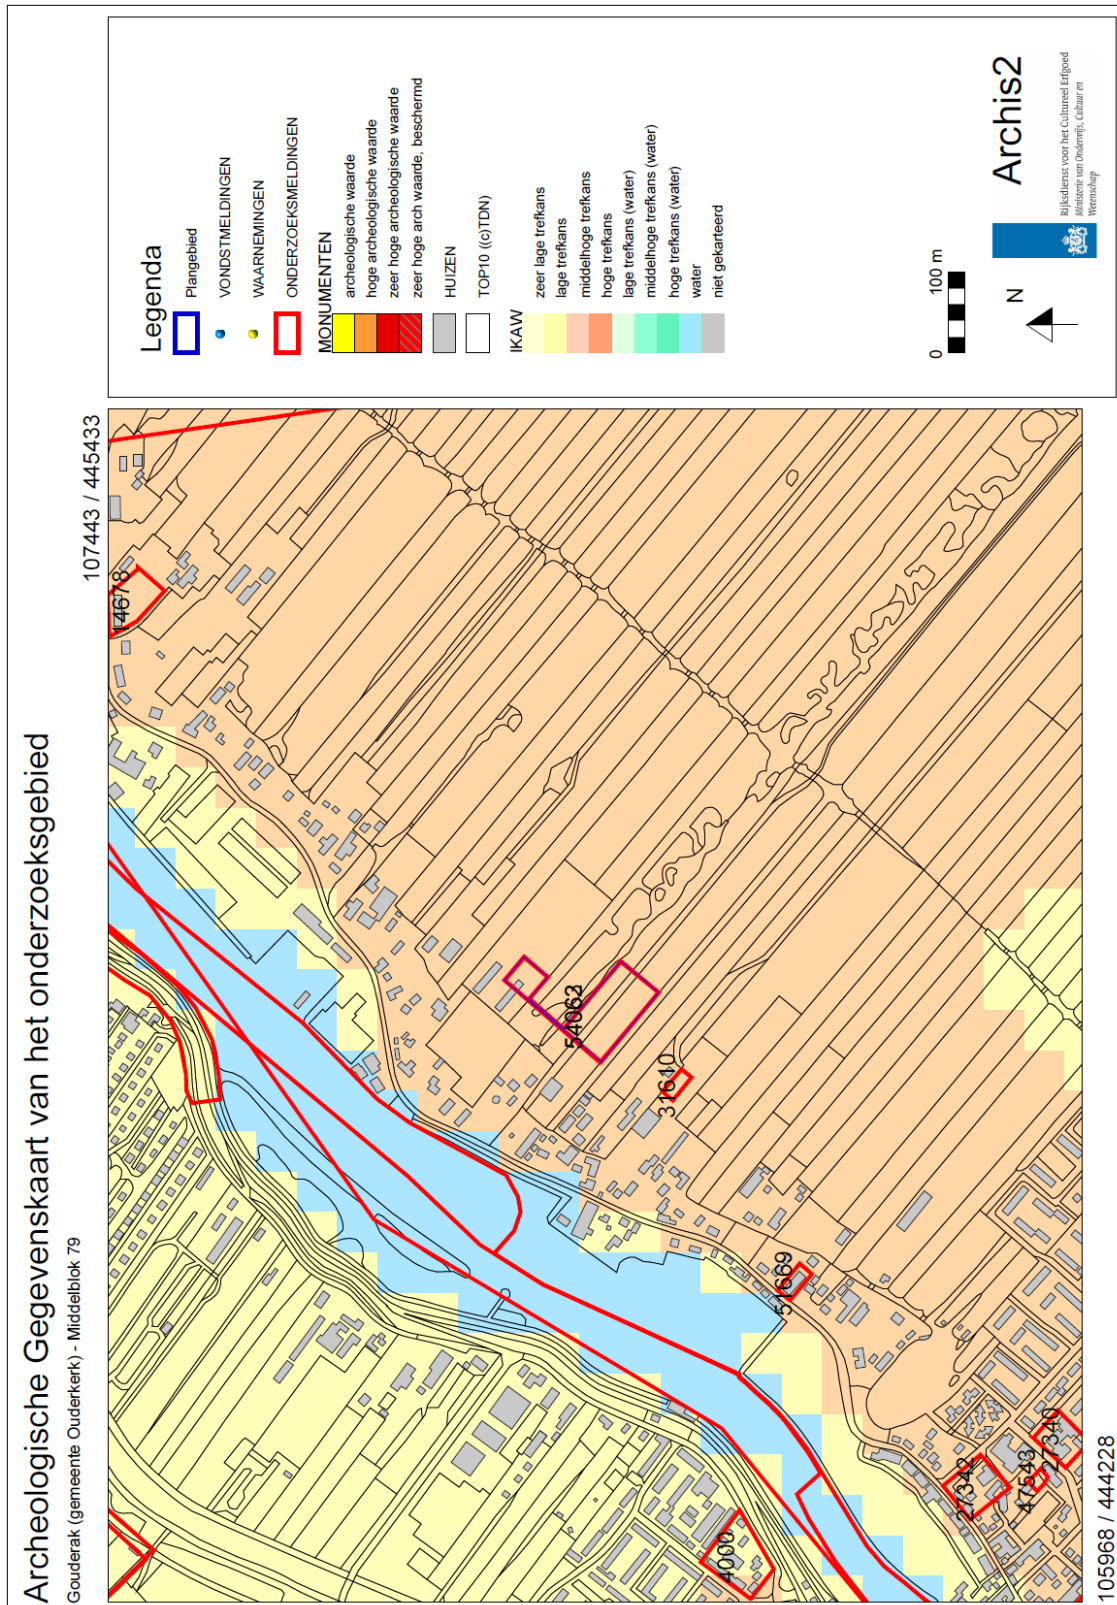 Archeologische Gegevenskaart van het onderzoeksgebied
Gouderak (gemeente Ouderkerk) - Middelblok 79
107443 / 445433
105968 / 444228
14678
31610
51669
4000
27342
47543
27340
Legenda
Plangebied
VONDSTMELDINGEN
WAARNEMINGEN
ONDERZOEKSMELDINGEN
MONUMENTEN
archeologische waarde
hoge archeologische waarde
zeer hoge archeologische waarde
zeer hoge arch waarde, beschermd
HUIZEN
TOP10 ((c)TDN)
IKAW
zeer lage trefkans
lage trefkans
middelhoge trefkans
hoge trefkans
lage trefkans (water)
middelhoge trefkans (water)
hoge trefkans (water)
water
niet gekarteerd
0 100 m
N
Archis2
Rijksdienst voor het Cultureel Erfgoed
Ministerie van Onderwijs, Cultuur en
Wetenschap